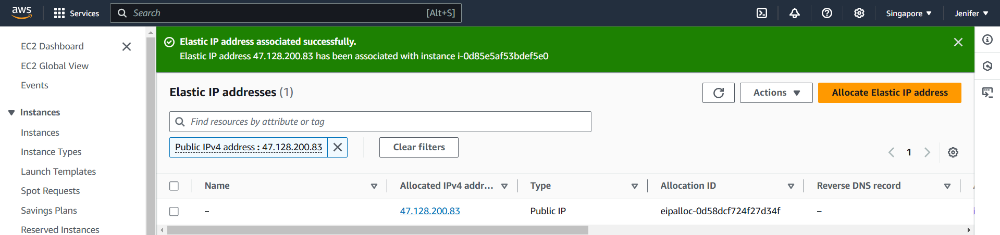 aws
Services
Search
[Alt+S]
Singapore
Jenifer
EC2 Dashboard
EC2 Global View
Events
Instances
Instances
Instance Types
Launch Templates
Spot Requests
Savings Plans
Reserved Instances
Elastic IP address associated successfully.
Elastic IP address 47.128.200.83 has been associated with instance i-0d85e5af53bdef5e0
Elastic IP addresses (1)
Actions
Allocate Elastic IP address
Find resources by attribute or tag
Public IPv4 address : 47.128.200.83
Clear filters
1
Name
Allocated IPv4 addr...
Type
Allocation ID
Reverse DNS record
–
47.128.200.83
Public IP
eipalloc-0d58dcf724f27d34f
–